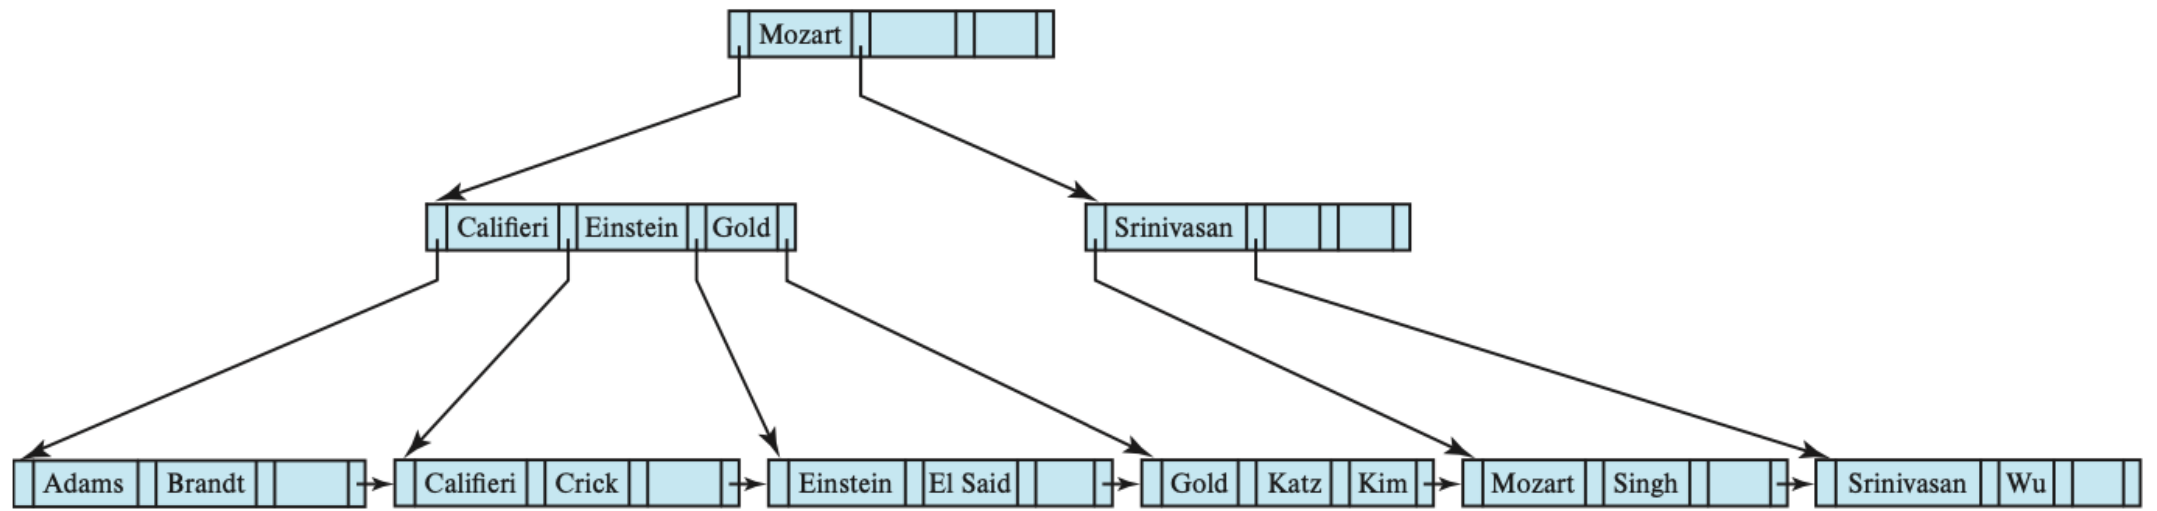 Mozart
Califieri Einstein Gold Srinivasan
Adams Brandt Califieri Crick Einstein El Said Gold Katz Kim Mozart Singh Srinivasan Wu